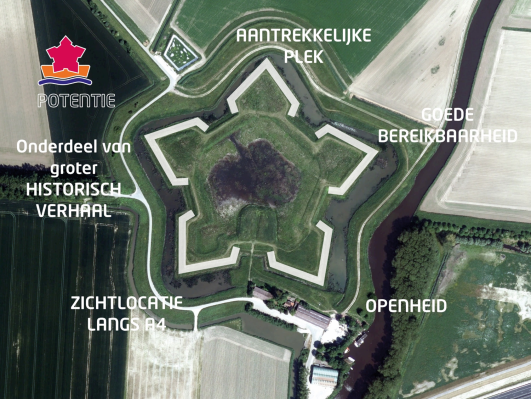 AANTREKKELIJKE
PLEK
POTENTIE
GOEDE
BEREIKBAARHEID
Onderdeel van
groter
HISTORISCH
VERHAAL
ZICHTLOCATIE
LANGS A4
OPENHEID